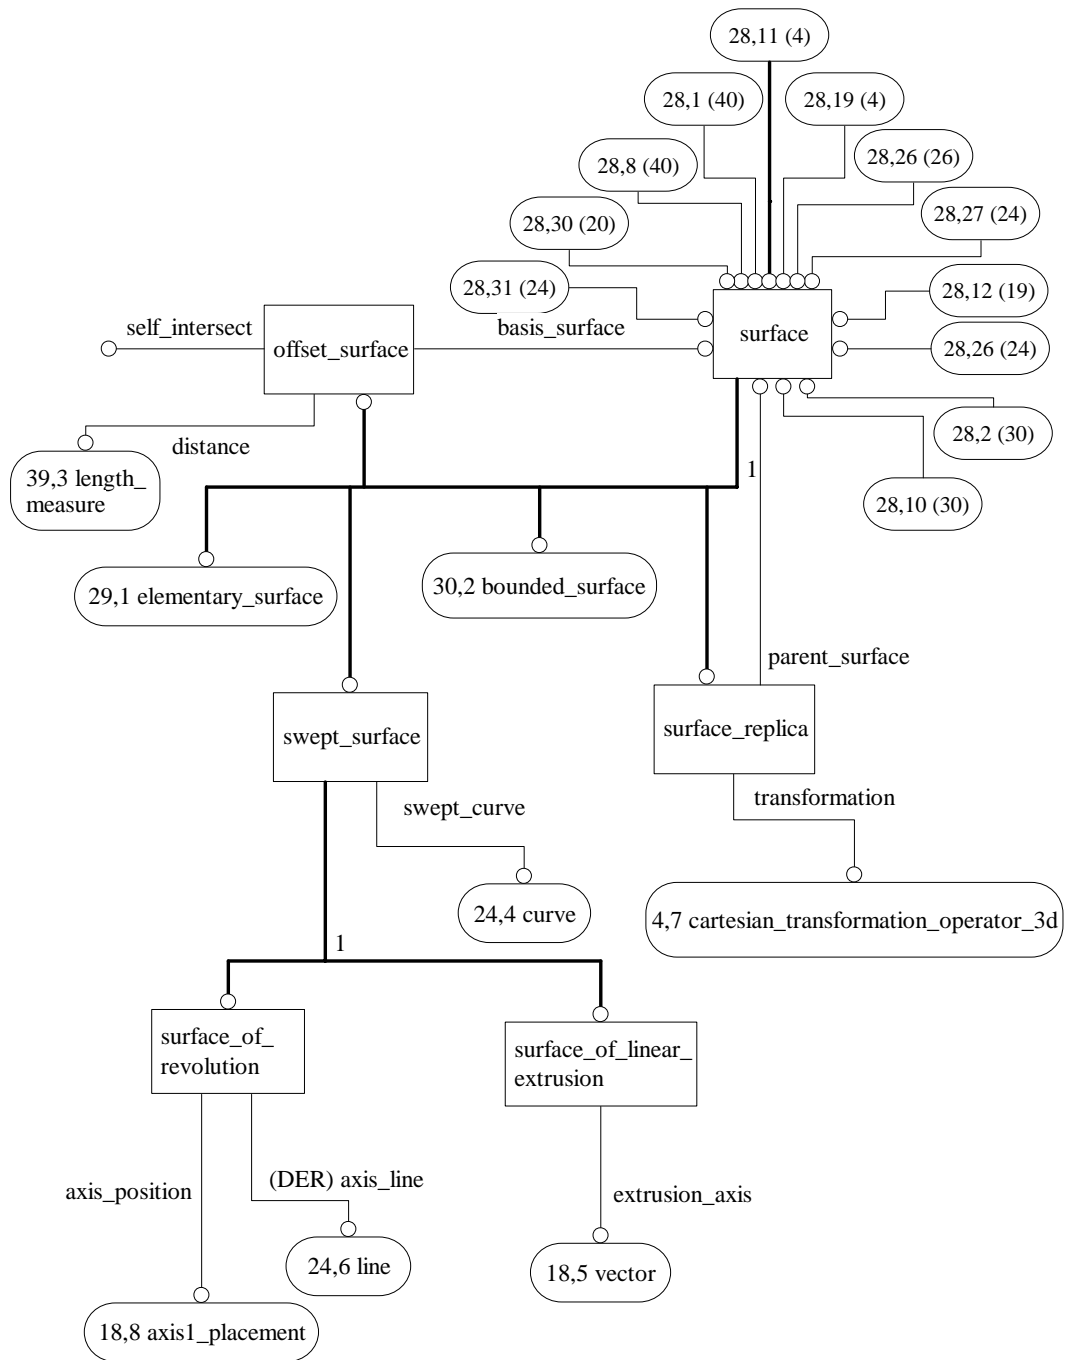 28,11 (4)
28,1 (40)
28,19 (4)
28,8 (40)
28,26 (26)
28,30 (20)
28,27 (24)
28,31 (24)
28,12 (19)
self_intersect
offset_surface
basis_surface
surface
28,26 (24)
distance
28,2 (30)
39,3 length_
measure
1
28,10 (30)
29,1 elementary_surface
30,2 bounded_surface
parent_surface
swept_surface
surface_replica
swept_curve
transformation
24,4 curve
4,7 cartesian_transformation_operator_3d
1
surface_of_
revolution
surface_of_linear_
extrusion
axis_position
(DER) axis_line
extrusion_axis
24,6 line
18,5 vector
18,8 axis1_placement